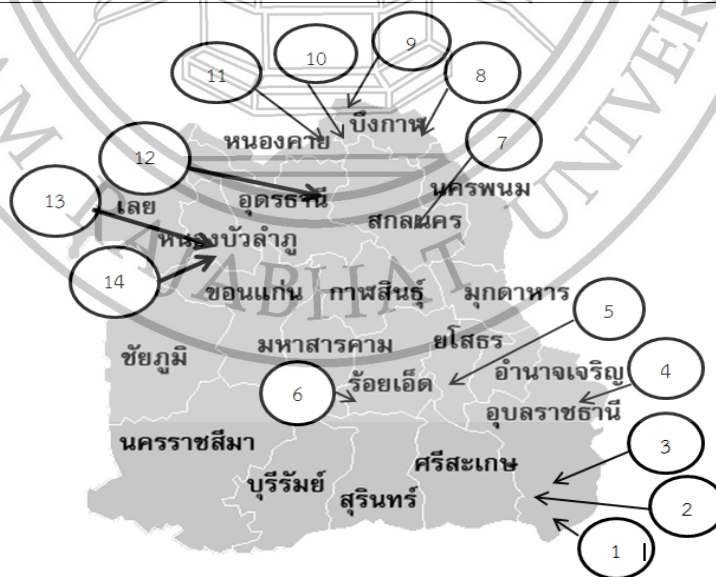 9
10
11
8
บึงกาฬ
หนองคาย
7
12
นครพนม
13
เลย
อุดรธานี
สกลนคร
หนองบัวลำภู
14
ขอนแก่น
กาฬสินธุ์
มุกดาหาร
5
มหาสารคาม
ยโสธร
ชัยภูมิ
อำนาจเจริญ
4
6
ร้อยเอ็ด
อุบลราชธานี
นครราชสีมา
3
ศรีสะเกษ
บุรีรัมย์
สุรินทร์
2
1
RAJABHAT UNIVER